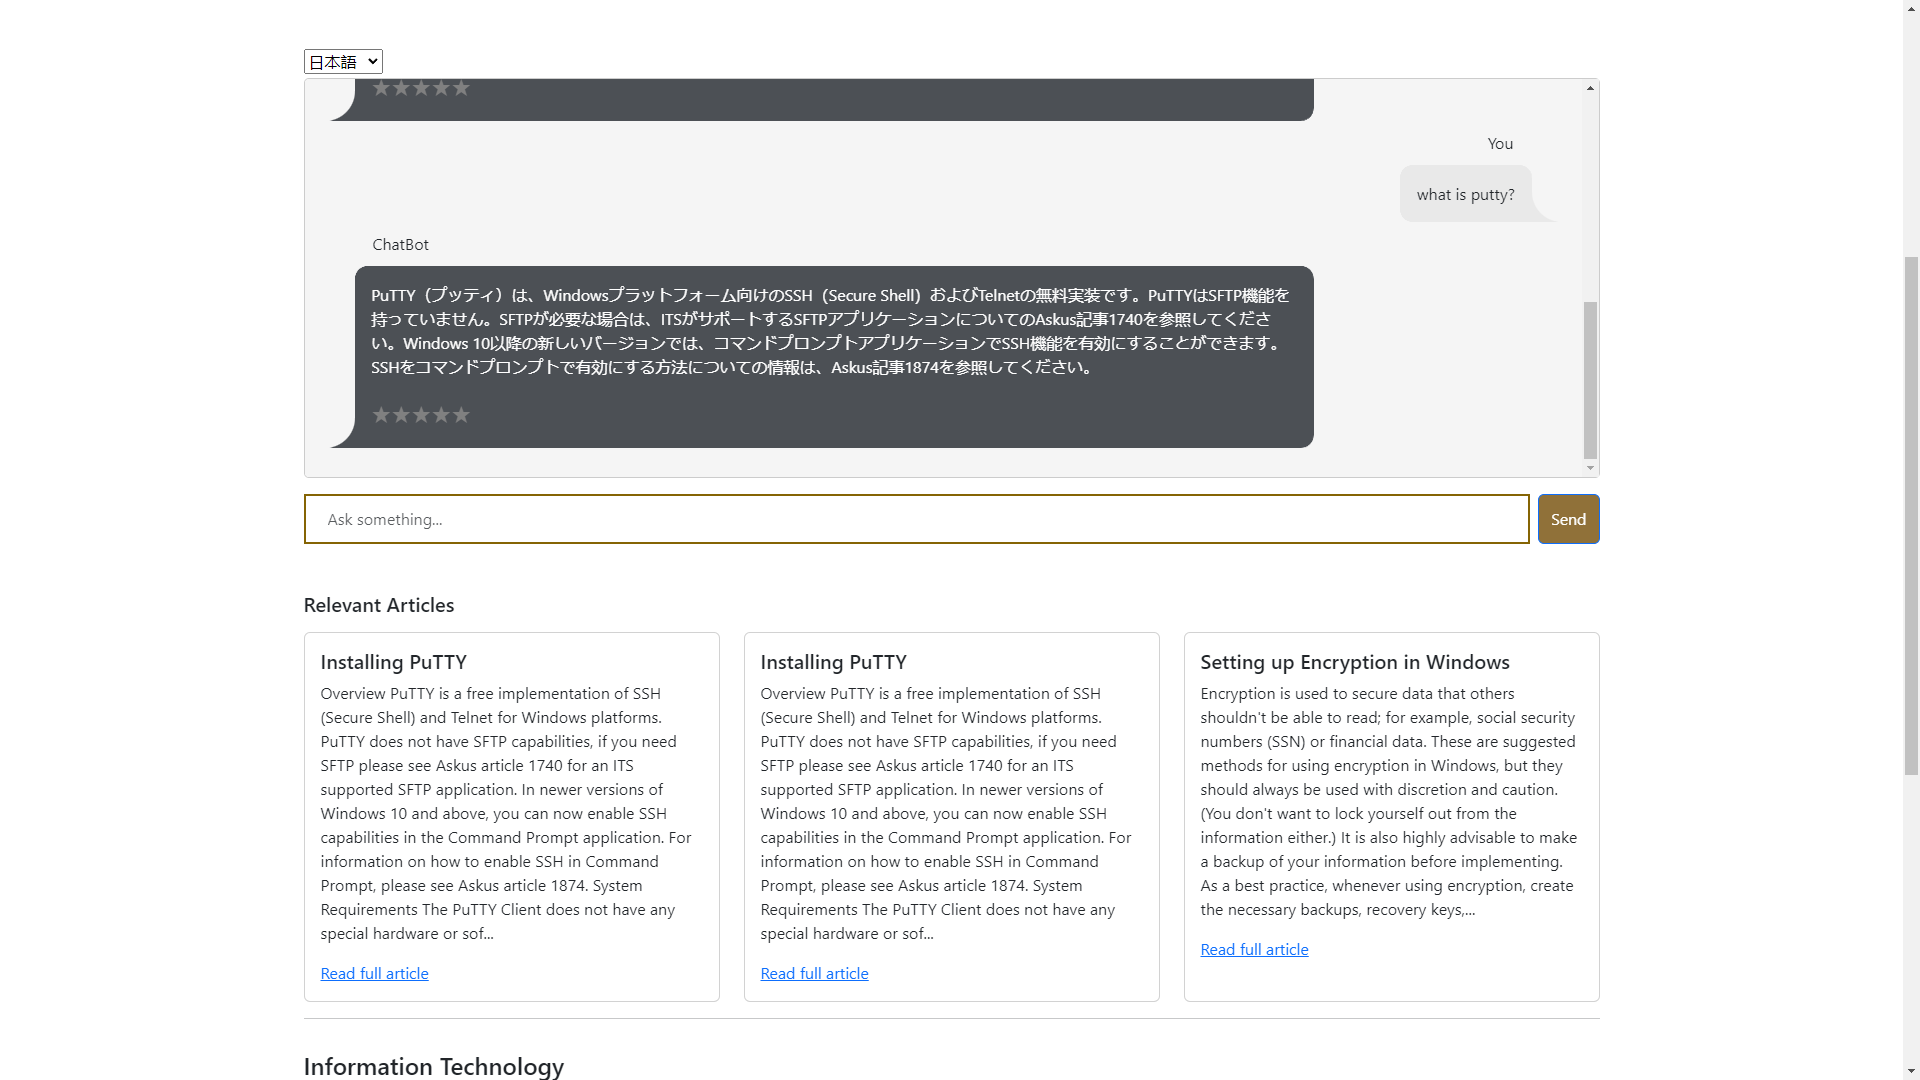 日本語
★★★★★
You
what is putty?
ChatBot
PuTTY（プッティ）は、Windowsプラットフォーム向けのSSH（Secure Shell）およびTelnetの無料実装です。PuTTYはSFTP機能を
持っていません。SFTPが必要な場合は、ITSがサポートするSFTPアプリケーションについてのAskus記事1740を参照してくださ
い。Windows 10以降の新しいバージョンでは、コマンドプロンプトアプリケーションでSSH機能を有効にすることができます。
SSHをコマンドプロンプトで有効にする方法についての情報は、Askus記事1874を参照してください。
★★★★★
Ask something...
Send
Relevant Articles
Installing PuTTY
Overview PuTTY is a free implementation of SSH
(Secure Shell) and Telnet for Windows platforms.
PuTTY does not have SFTP capabilities, if you need
SFTP please see Askus article 1740 for an ITS
supported SFTP application. In newer versions of
Windows 10 and above, you can now enable SSH
capabilities in the Command Prompt application. For
information on how to enable SSH in Command
Prompt, please see Askus article 1874. System
Requirements The PuTTY Client does not have any
special hardware or sof...
Read full article
Installing PuTTY
Overview PuTTY is a free implementation of SSH
(Secure Shell) and Telnet for Windows platforms.
PuTTY does not have SFTP capabilities, if you need
SFTP please see Askus article 1740 for an ITS
supported SFTP application. In newer versions of
Windows 10 and above, you can now enable SSH
capabilities in the Command Prompt application. For
information on how to enable SSH in Command
Prompt, please see Askus article 1874. System
Requirements The PuTTY Client does not have any
special hardware or sof...
Read full article
Setting up Encryption in Windows
Encryption is used to secure data that others
shouldn't be able to read; for example, social security
numbers (SSN) or financial data. These are suggested
methods for using encryption in Windows, but they
should always be used with discretion and caution.
(You don't want to lock yourself out from the
information either.) It is also highly advisable to make
a backup of your information before implementing.
As a best practice, whenever using encryption, create
the necessary backups, recovery keys,...
Read full article
Information Technology